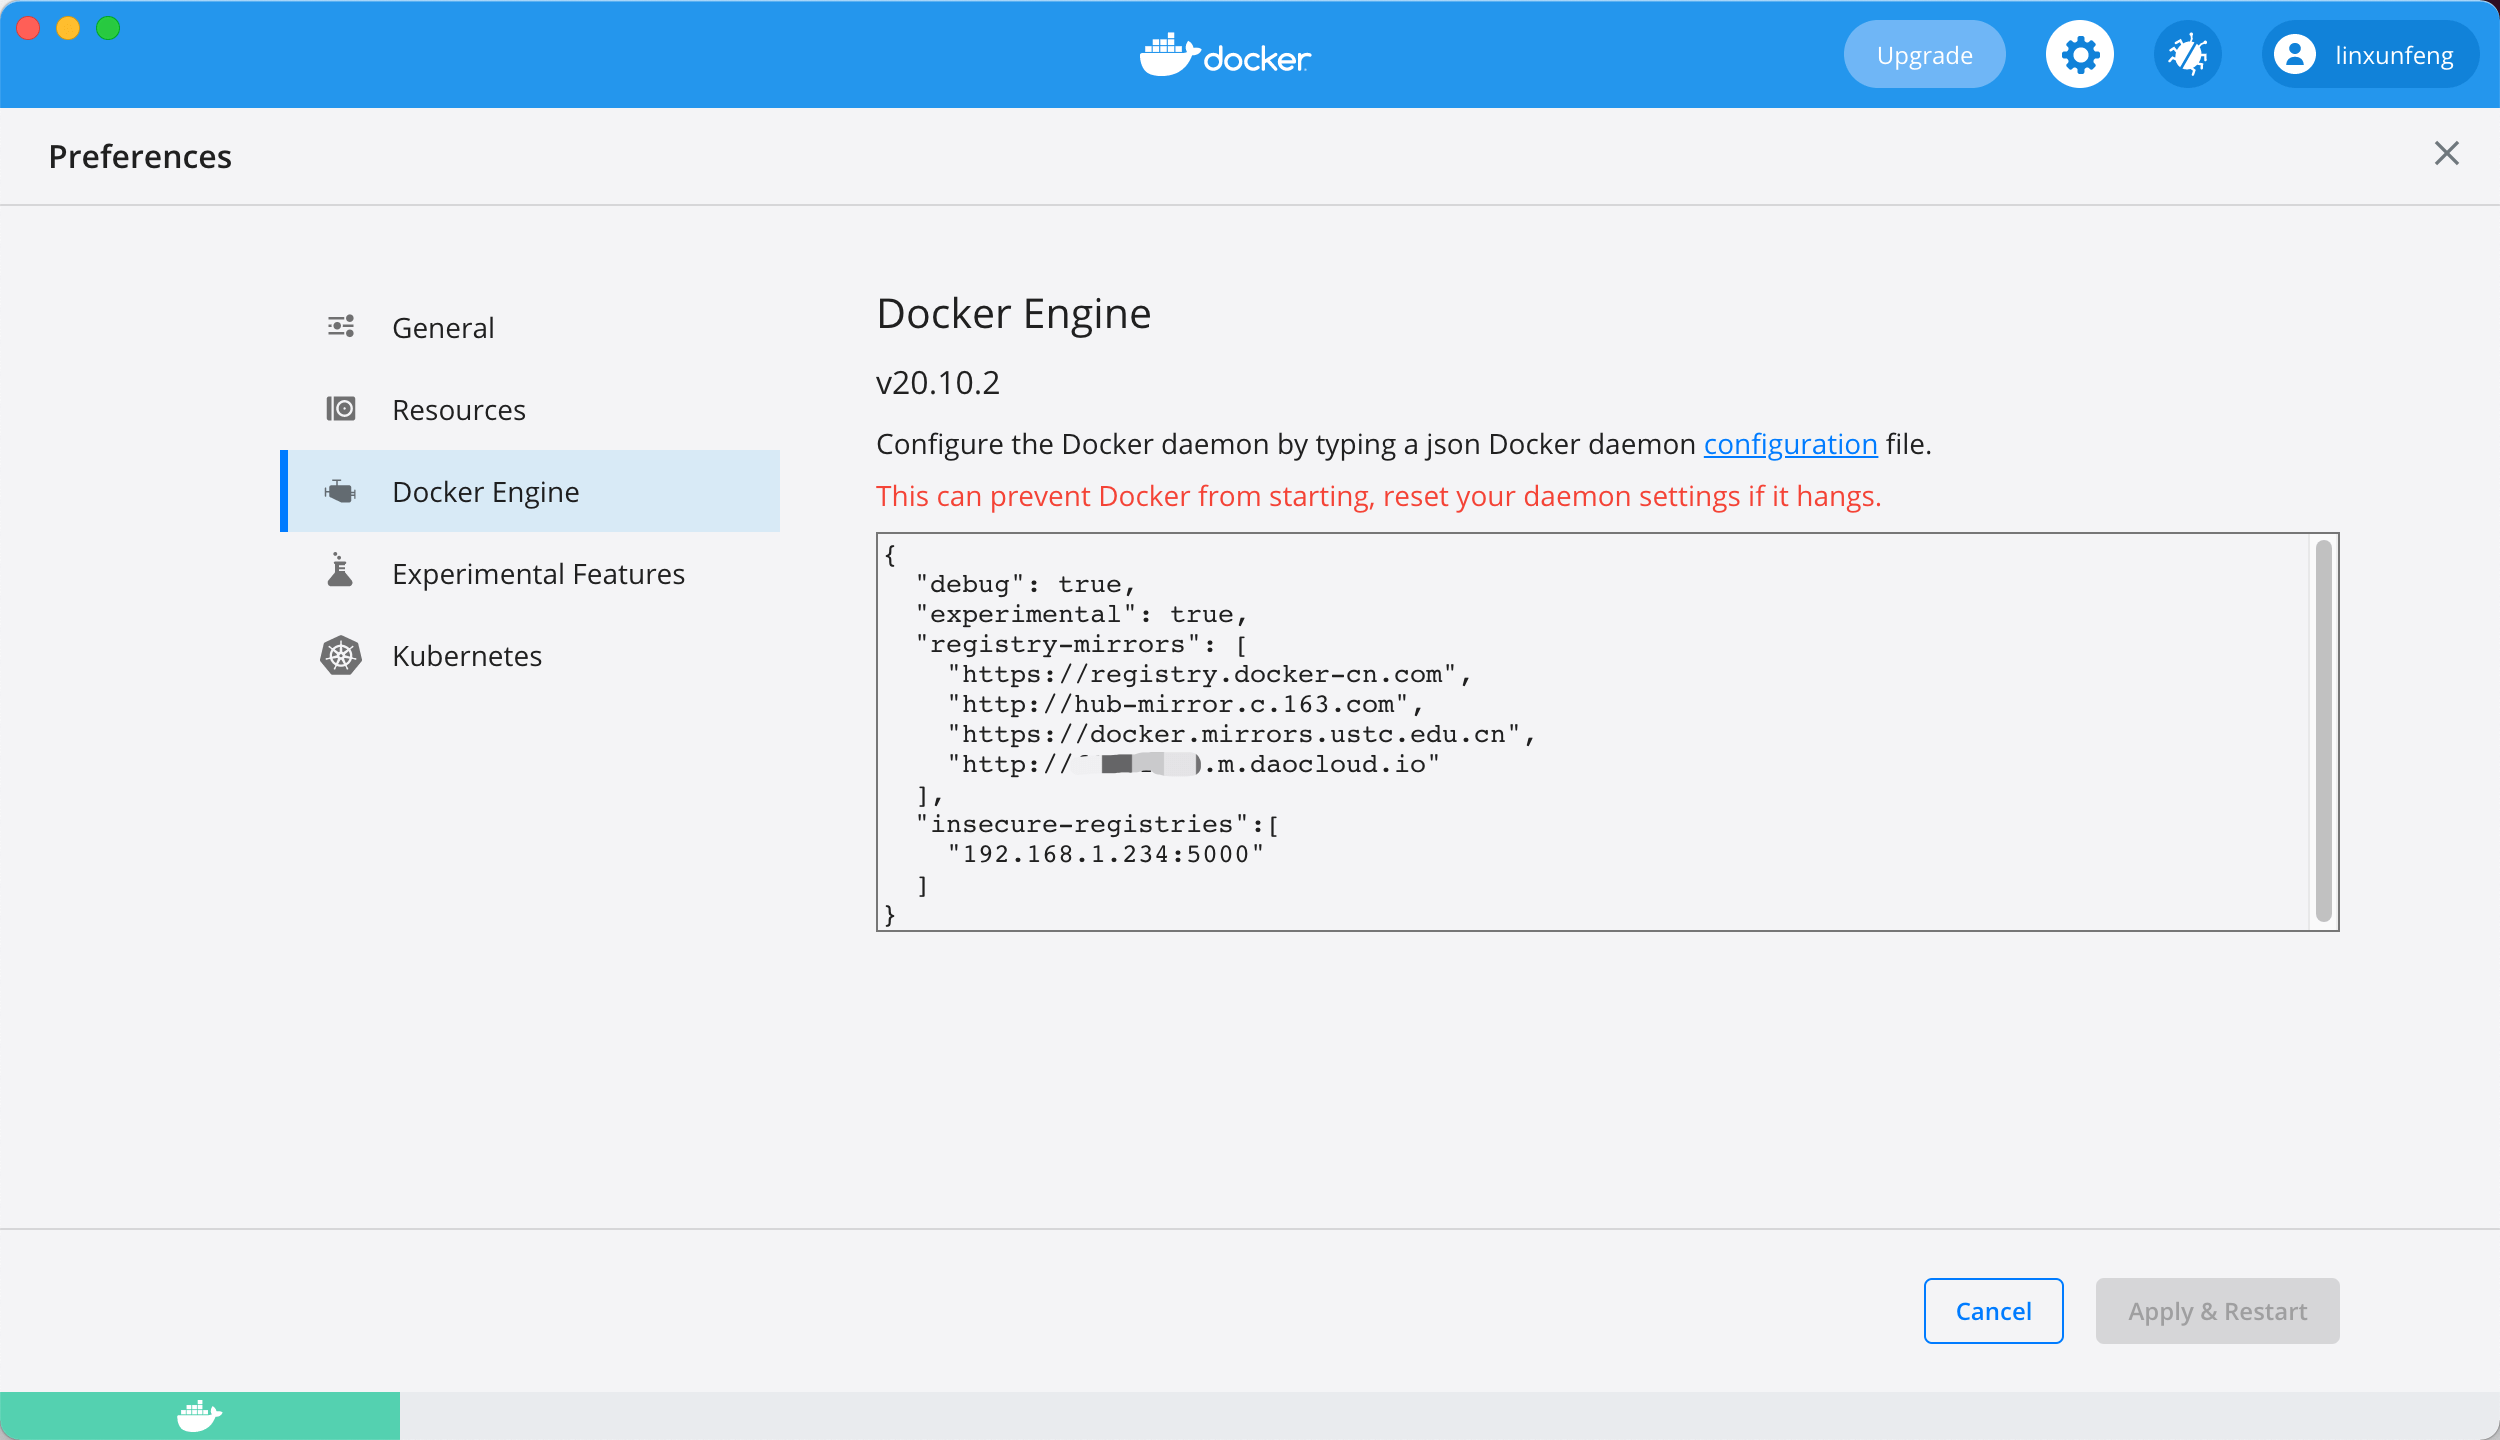 docker
Upgrade
linxunfeng
Preferences
General
Resources
Docker Engine
Experimental Features
Kubernetes
Docker Engine
v20.10.2
Configure the Docker daemon by typing a json Docker daemon configuration file.
This can prevent Docker from starting, reset your daemon settings if it hangs.
{
  "debug": true,
  "experimental": true,
  "registry-mirrors": [
    "https://registry.docker-cn.com",
    "http://hub-mirror.c.163.com",
    "https://docker.mirrors.ustc.edu.cn",
    "http:// .m.daocloud.io"
  ],
  "insecure-registries":[
    "192.168.1.234:5000"
  ]
}
Cancel
Apply & Restart